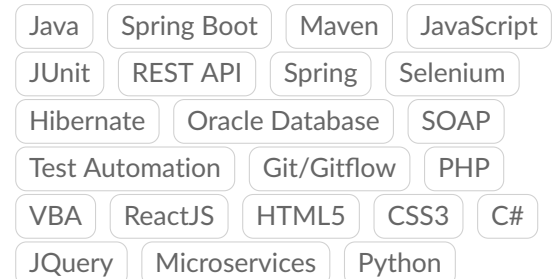 Java Spring Boot Maven JavaScript
JUnit REST API Spring Selenium
Hibernate Oracle Database SOAP
Test Automation Git/Gitflow PHP
VBA ReactJS HTML5 CSS3 C#
JQuery Microservices Python